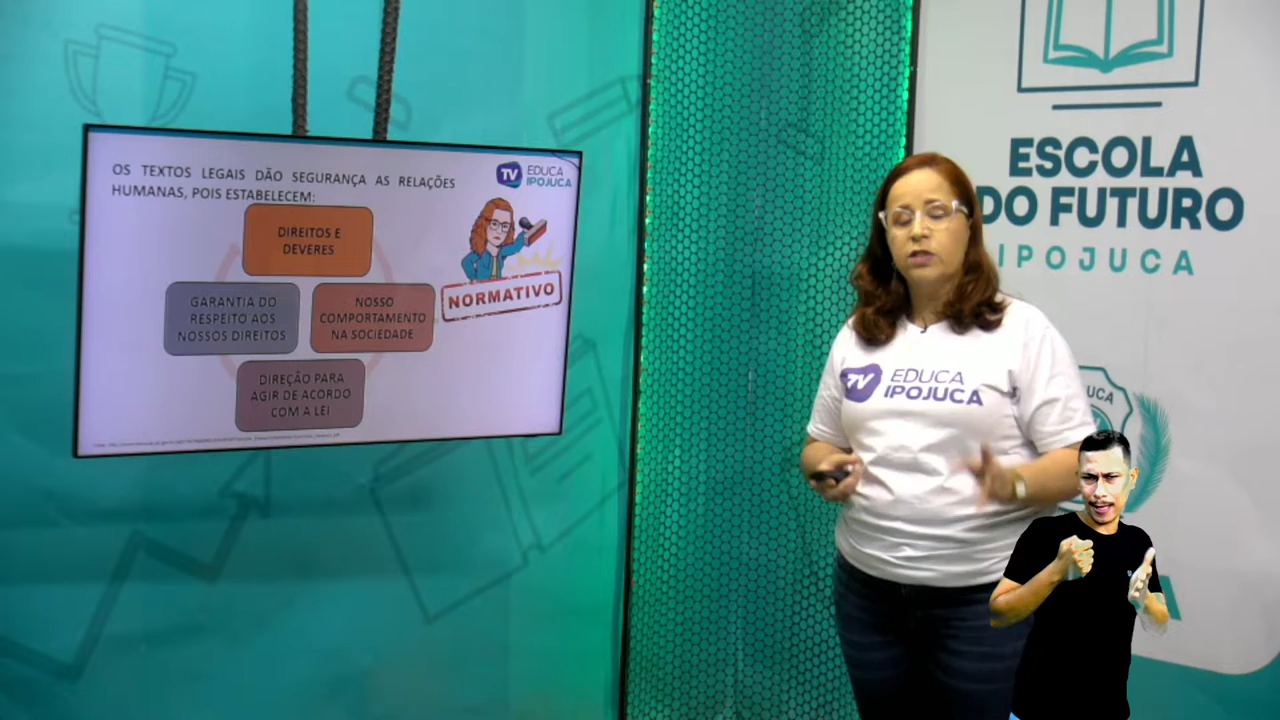 OS TEXTOS LEGAIS DÃO SEGURANÇA AS RELAÇÕES
HUMANAS, POIS ESTABELECEM:
TV EDUCA
IPOJUCA
DIREITOS E
DEVERES
GARANTIA DO
RESPEITO AOS
NOSSOS DIREITOS
NOSSO
COMPORTAMENTO
NA SOCIEDADE
NORMATIVO
DIREÇÃO PARA
AGIR DE ACORDO
COM A LEI
ESCOLA
DO FUTURO
IPOJUCA
TV EDUCA
IPOJUCA
UCA